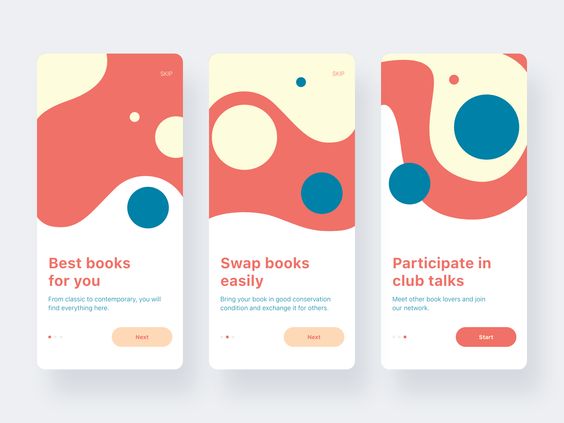 SKIP
Best books
for you
From classic to contemporary, you will
find everything here.
Next
SKIP
Swap books
easily
Bring your book in good conservation
condition and exchange it for others.
Next
Participate in
club talks
Meet other book lovers and join
our network.
Start